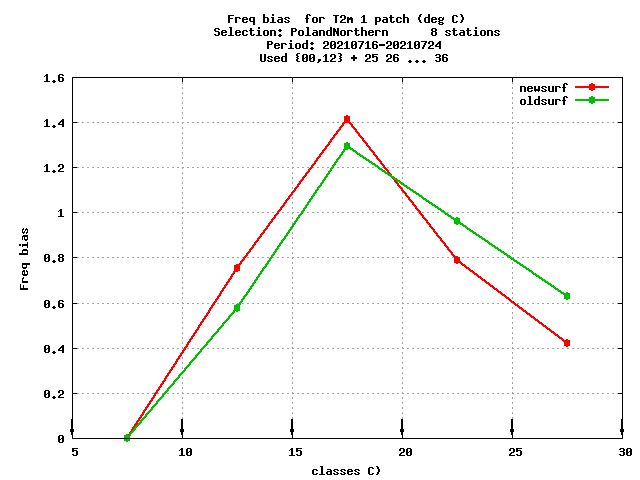 Freq bias  for T2m 1 patch (deg C)
Selection: PolandNorthern      8 stations
Period: 20210716-20210724
Used {00,12} + 25 26 ... 36
newsurf
oldsurf
1.6
1.4
1.2
1
0.8
0.6
0.4
0.2
0
Freq bias
5 10 15 20 25 30
classes C)